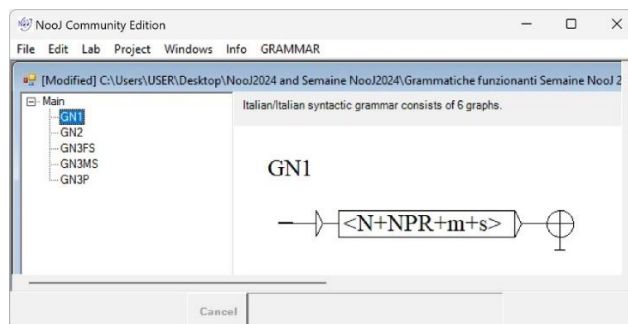 NooJ Community Edition
File Edit Lab Project Windows Info GRAMMAR
[Modified] C:\Users\USER\Desktop\NooJ2024 and Semaine NooJ2024\Grammatiche funzionanti Semaine NooJ 2
Main
GN1
GN2
GN3FS
GN3MS
GN3P
Italian/Italian syntactic grammar consists of 6 graphs.
GN1
<N+NPR+m+s>
Cancel